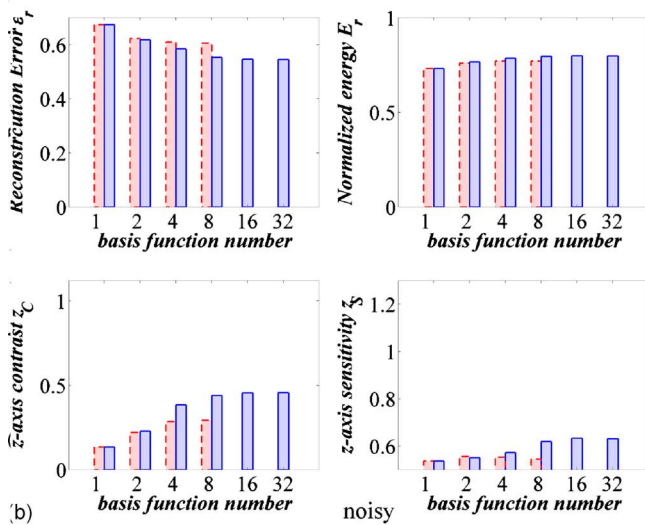 Reconstrcution Error ε_r
0.6
0.4
0.2
0
1 2 4 8 16 32
basis function number
Normalized energy E_r
1
0.5
0
1 2 4 8 16 32
basis function number
z-axis contrast z_C
1
0.5
0
1 2 4 8 16 32
basis function number
z-axis sensitivity z_S
1.2
1
0.8
0.6
1 2 4 8 16 32
basis function number
(b)
noisy